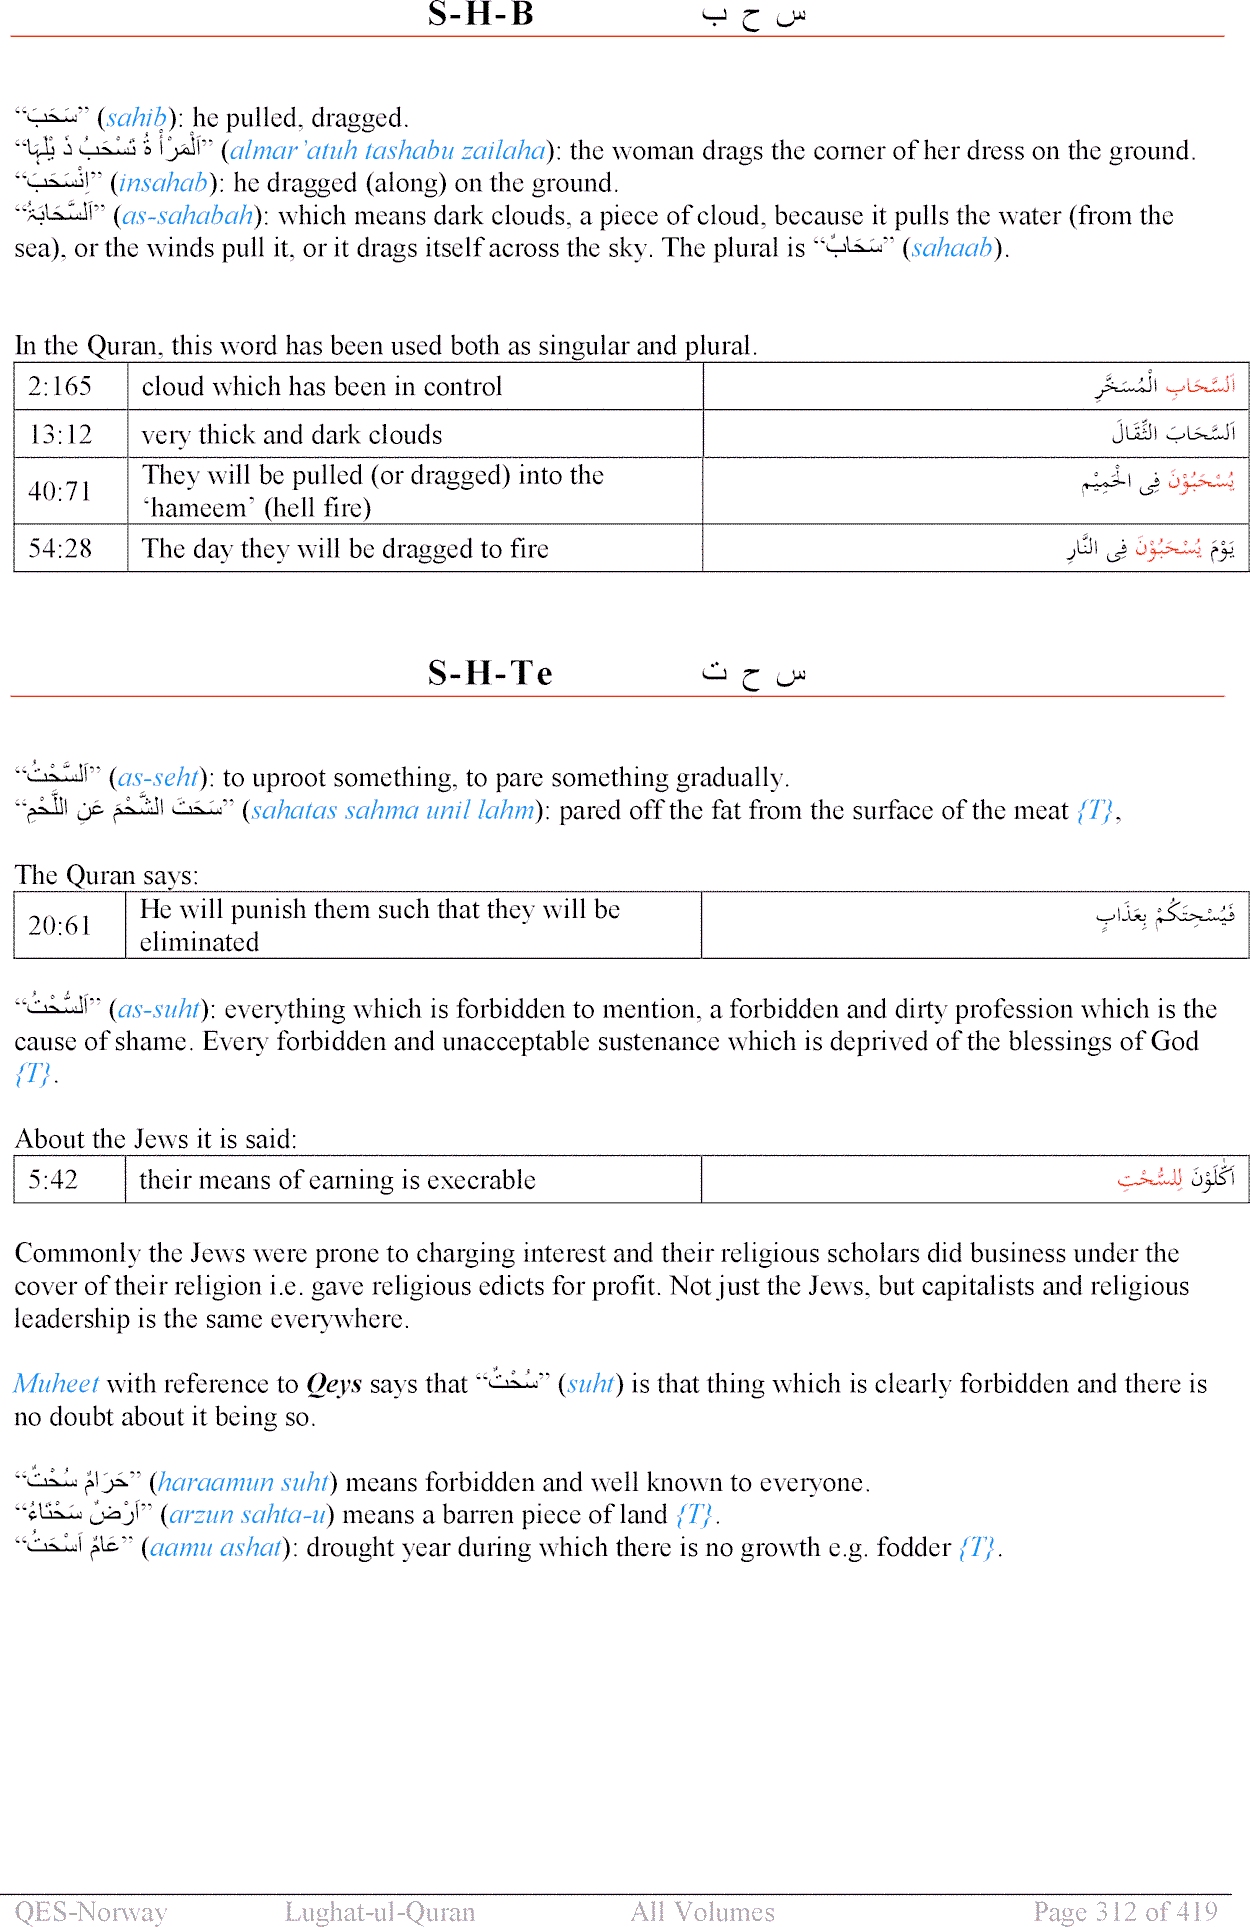 S-H-B س ح ب
“سَحَبَ” (sahib): he pulled, dragged.
“اَلْمَرْأَ ةُ تَسْحَبُ ذَ يْلَہَا” (almar’atuh tashabu zailaha): the woman drags the corner of her dress on the ground.
“اِنْسَحَبَ” (insahab): he dragged (along) on the ground.
“اَلسَّحَابَۃُ” (as-sahabah): which means dark clouds, a piece of cloud, because it pulls the water (from the
sea), or the winds pull it, or it drags itself across the sky. The plural is “سَحَابٌ” (sahaab).
In the Quran, this word has been used both as singular and plural.
2:165 cloud which has been in control اَلسَّحَابِ الْمُسَخَّرِ
13:12 very thick and dark clouds اَلسَّحَابَ الثِّقَالَ
40:71 They will be pulled (or dragged) into the
‘hameem’ (hell fire) يُسْحَبُوْنَ فِى الْحَمِيْمِ
54:28 The day they will be dragged to fire يَوْمَ يُسْحَبُوْنَ فِى النَّارِ
S-H-Te س ح ت
“اَلسَّحْتُ” (as-seht): to uproot something, to pare something gradually.
“سَحَتَ الشَّحْمَ عَنِ اللَّحْمِ” (sahatas sahma unil lahm): pared off the fat from the surface of the meat {T},
The Quran says:
20:61 He will punish them such that they will be
eliminated فَيُسْحِتَكُمْ بِعَذَابٍ
“اَلسُّحْتُ” (as-suht): everything which is forbidden to mention, a forbidden and dirty profession which is the
cause of shame. Every forbidden and unacceptable sustenance which is deprived of the blessings of God
{T}.
About the Jews it is said:
5:42 their means of earning is execrable اَكّٰلُوْنَ لِلسُّحْتِ
Commonly the Jews were prone to charging interest and their religious scholars did business under the
cover of their religion i.e. gave religious edicts for profit. Not just the Jews, but capitalists and religious
leadership is the same everywhere.
Muheet with reference to Qeys says that “سُحْتٌ” (suht) is that thing which is clearly forbidden and there is
no doubt about it being so.
“حَرَامٌ سُحْتٌ” (haraamun suht) means forbidden and well known to everyone.
“اَرْضٌ سَحْتَاءُ” (arzun sahta-u) means a barren piece of land {T}.
“عَامٌ اَسْحَتُ” (aamu ashat): drought year during which there is no growth e.g. fodder {T}.
QES-Norway Lughat-ul-Quran All Volumes Page 312 of 419